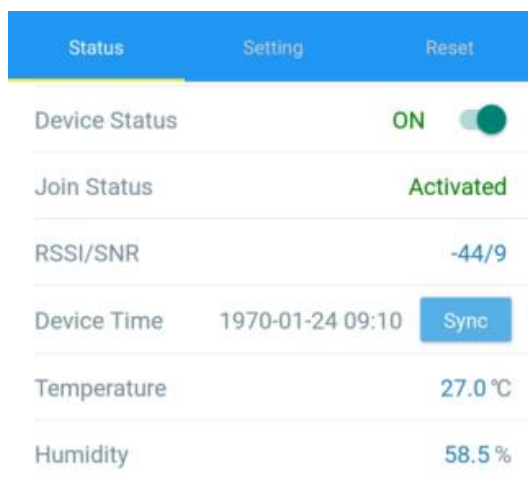 Status Setting Reset
Device Status ON
Join Status Activated
RSSI/SNR -44/9
Device Time 1970-01-24 09:10 Sync
Temperature 27.0 °C
Humidity 58.5 %